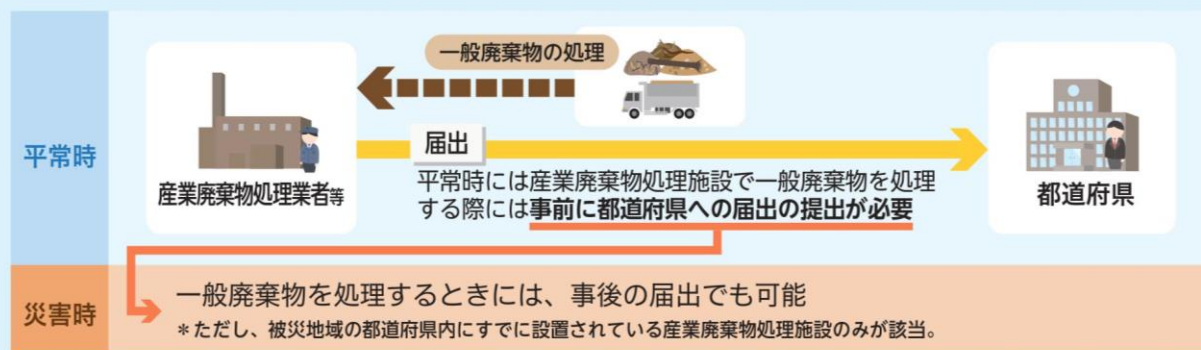 平常時
一般廃棄物の処理
産業廃棄物処理業者等
届出
平常時には産業廃棄物処理施設で一般廃棄物を処理
する際には事前に都道府県への届出の提出が必要
都道府県
災害時
一般廃棄物を処理するときには、事後の届出でも可能
*ただし、被災地域の都道府県内にすでに設置されている産業廃棄物処理施設のみが該当。